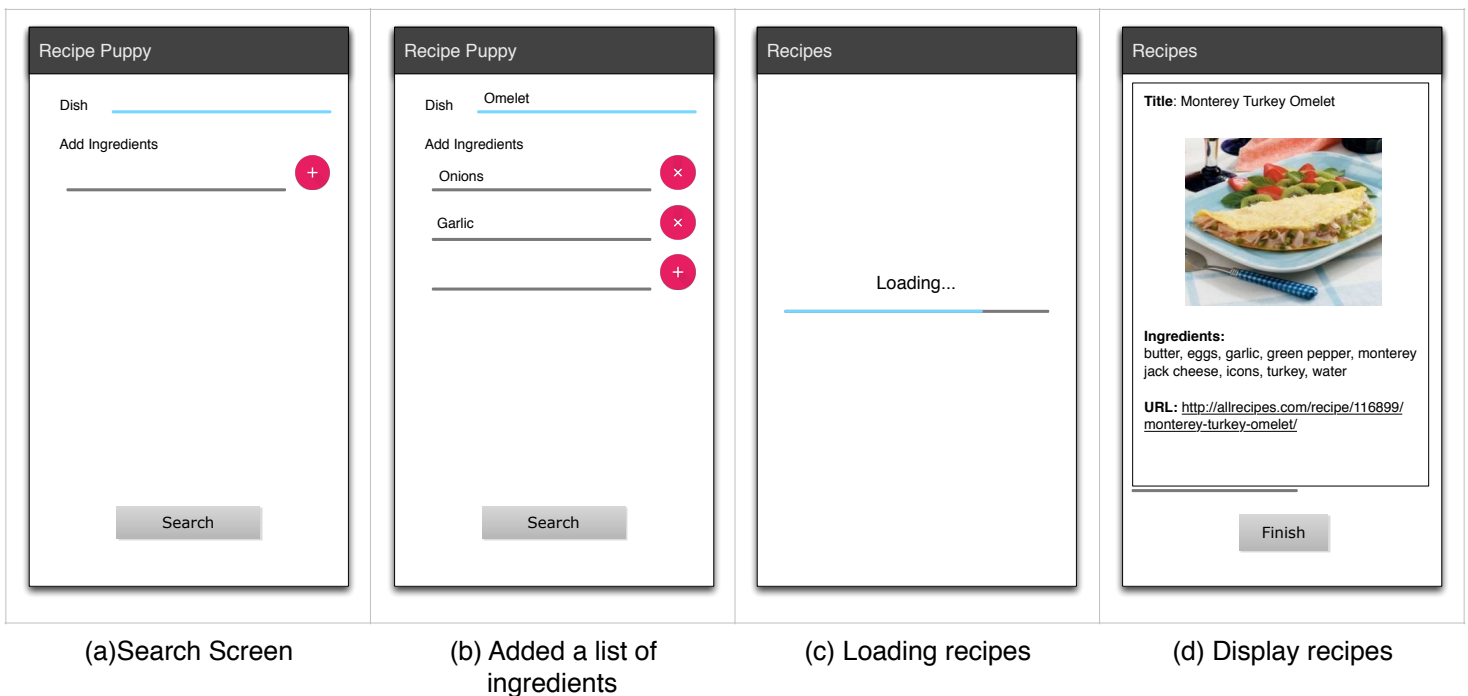 Recipe Puppy
Dish
Add Ingredients
+
Search
(a)Search Screen
Recipe Puppy
Dish Omelet
Add Ingredients
Onions ×
Garlic ×
+
Search
(b) Added a list of
ingredients
Recipes
Loading...
(c) Loading recipes
Recipes
Title: Monterey Turkey Omelet
Ingredients:
butter, eggs, garlic, green pepper, monterey
jack cheese, icons, turkey, water
URL: http://allrecipes.com/recipe/116899/
monterey-turkey-omelet/
Finish
(d) Display recipes